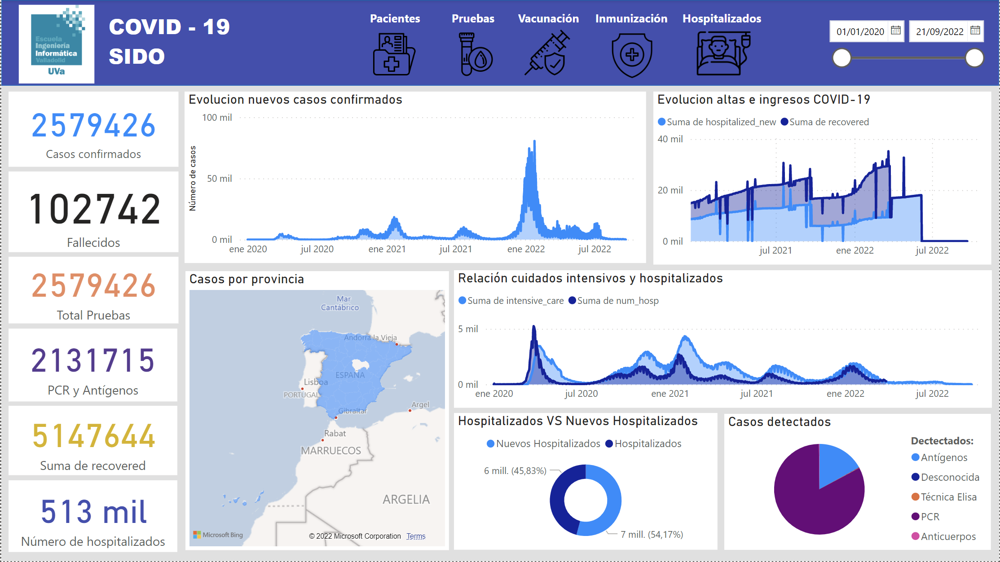 Escuela
Ingeniería
Informática
Valladolid
UVa
COVID - 19
SIDO
Pacientes
Pruebas
Vacunación
Inmunización
Hospitalizados
01/01/2020
21/09/2022
2579426
Casos confirmados
102742
Fallecidos
2579426
Total Pruebas
2131715
PCR y Antígenos
5147644
Suma de recovered
513 mil
Número de hospitalizados
Evolucion nuevos casos confirmados
Número de casos
100 mil
50 mil
0 mil
ene 2020 jul 2020 ene 2021 jul 2021 ene 2022 jul 2022
Evolucion altas e ingresos COVID-19
Suma de hospitalized_new Suma de recovered
40 mil
20 mil
0 mil
jul 2021 ene 2022 jul 2022
Casos por provincia
Mar
Cantábrico
Andorra la Vieja
ESPAÑA
Lisboa
PORTUGAL
Gibraltar
Argel
Rabat
MARRUECOS
ARGELIA
Microsoft Bing
© 2022 Microsoft Corporation Terms
Relación cuidados intensivos y hospitalizados
Suma de intensive_care Suma de num_hosp
5 mil
0 mil
ene 2020 jul 2020 ene 2021 jul 2021 ene 2022 jul 2022
Hospitalizados VS Nuevos Hospitalizados
Nuevos Hospitalizados Hospitalizados
6 mill. (45,83%)
7 mill. (54,17%)
Casos detectados
Dectectados:
Antígenos
Desconocida
Técnica Elisa
PCR
Anticuerpos